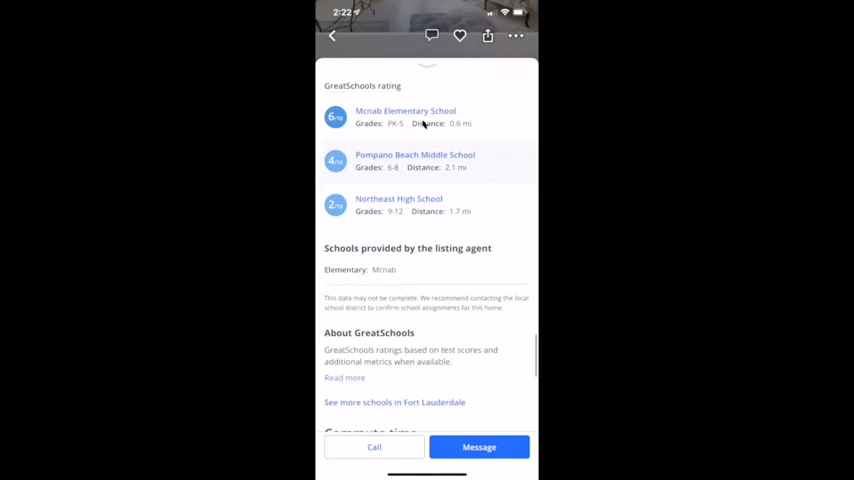 2:22
GreatSchools rating
6/10
Mcnab Elementary School
Grades: PK-5 Distance: 0.6 mi
4/10
Pompano Beach Middle School
Grades: 6-8 Distance: 2.1 mi
2/10
Northeast High School
Grades: 9-12 Distance: 1.7 mi
Schools provided by the listing agent
Elementary: Mcnab
This data may not be complete. We recommend contacting the local
school district to confirm school assignments for this home.
About GreatSchools
GreatSchools ratings based on test scores and
additional metrics when available.
Read more
See more schools in Fort Lauderdale
Commute time
Call
Message